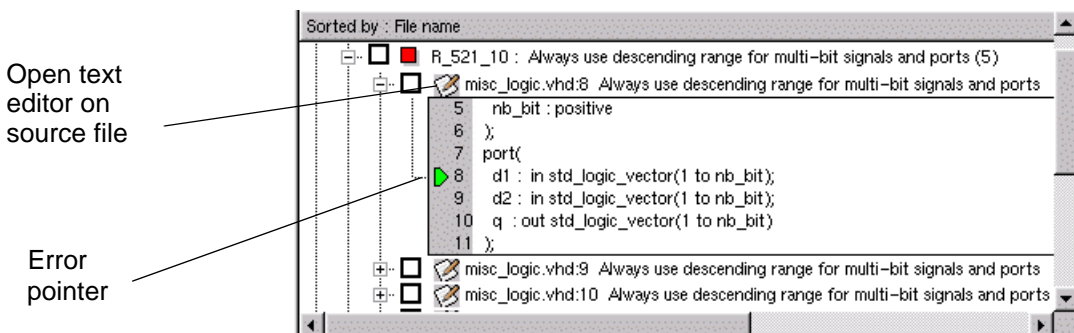 Sorted by : File name
R_521_10 : Always use descending range for multi-bit signals and ports (5)
Open text
editor on
source file
misc_logic.vhd:8 Always use descending range for multi-bit signals and ports
5 nb_bit : positive
6 );
7 port(
8 d1 : in std_logic_vector(1 to nb_bit);
9 d2 : in std_logic_vector(1 to nb_bit);
10 q : out std_logic_vector(1 to nb_bit)
11 );
Error
pointer
misc_logic.vhd:9 Always use descending range for multi-bit signals and ports
misc_logic.vhd:10 Always use descending range for multi-bit signals and ports